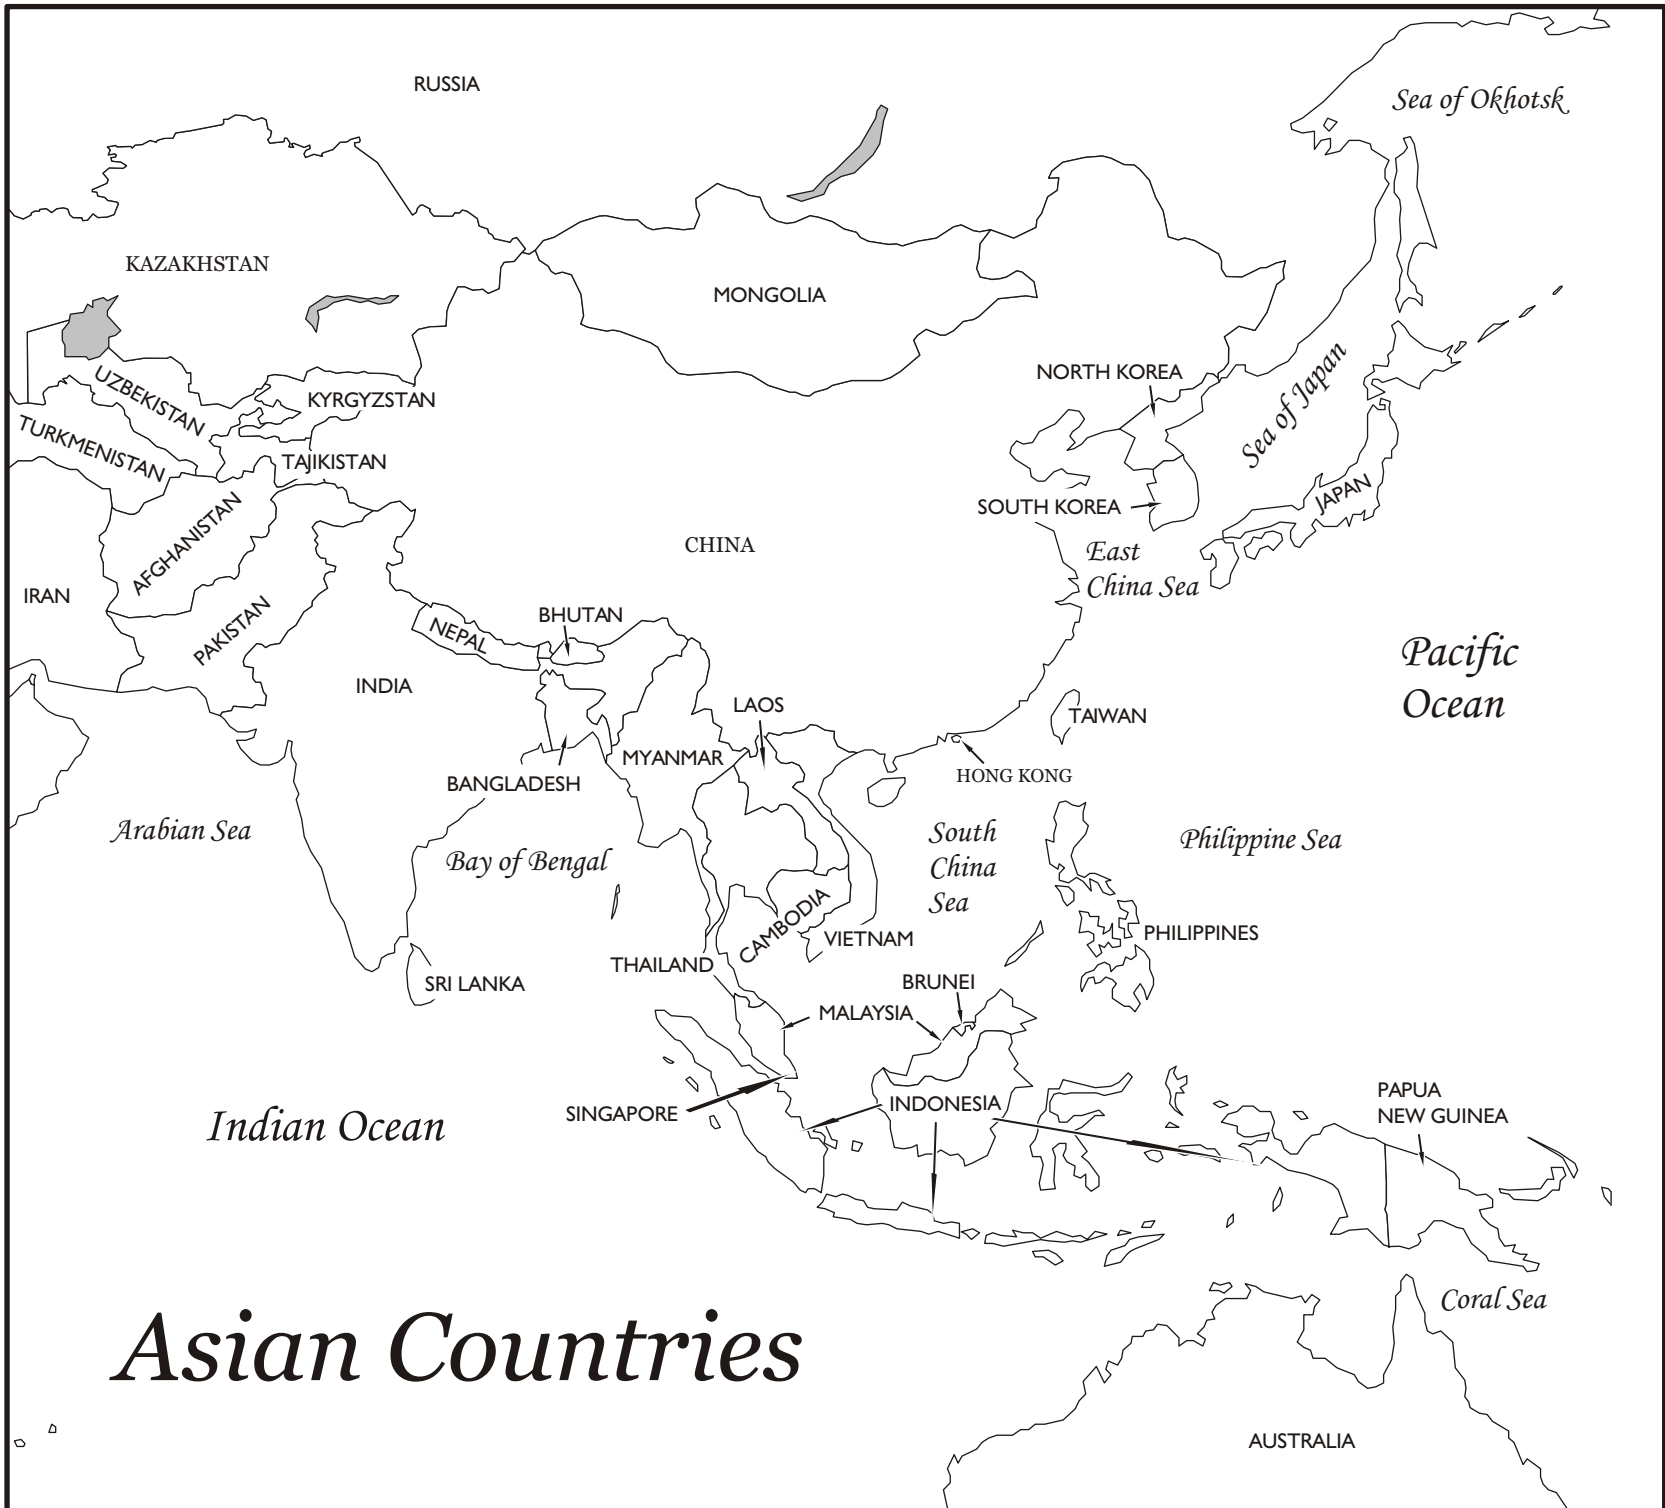 RUSSIA
Sea of Okhotsk
KAZAKHSTAN
MONGOLIA
UZBEKISTAN
KYRGYZSTAN
NORTH KOREA
Sea of Japan
TURKMENISTAN
TAJIKISTAN
JAPAN
SOUTH KOREA
AFGHANISTAN
CHINA
East
China Sea
IRAN
PAKISTAN
NEPAL
BHUTAN
Pacific
Ocean
INDIA
LAOS
TAIWAN
MYANMAR
HONG KONG
BANGLADESH
Arabian Sea
Bay of Bengal
South
China
Sea
Philippine Sea
CAMBODIA
VIETNAM
PHILIPPINES
THAILAND
SRI LANKA
BRUNEI
MALAYSIA
SINGAPORE
INDONESIA
PAPUA
NEW GUINEA
Indian Ocean
Coral Sea
Asian Countries
AUSTRALIA